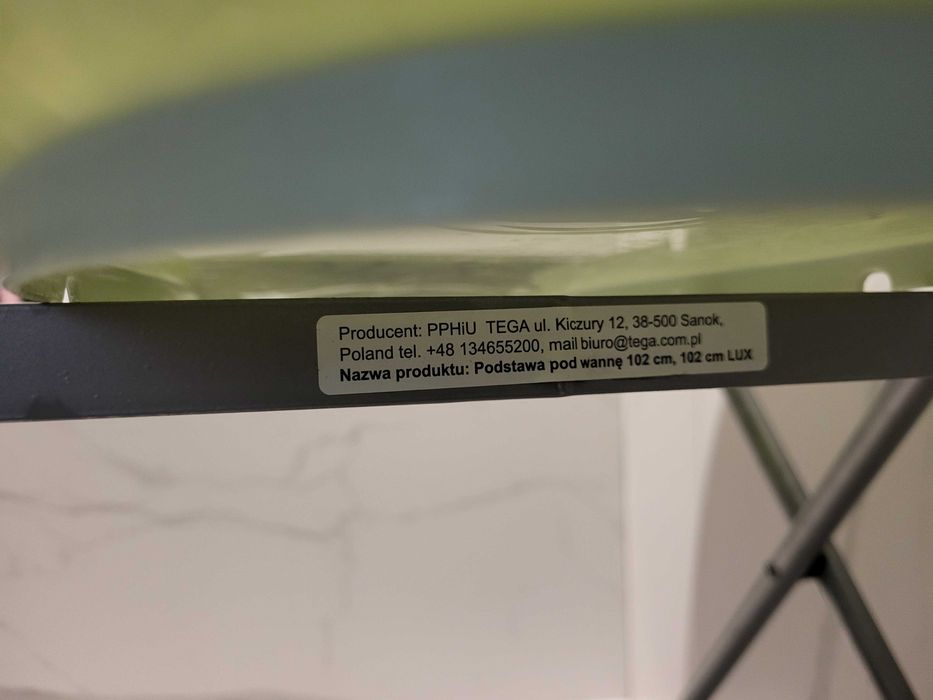 Producent: PPHiU TEGA ul. Kiczury 12, 38-500 Sanok,
Poland tel. +48 134655200, mail biuro@tega.com.pl
Nazwa produktu: Podstawa pod wannę 102 cm, 102 cm LUX